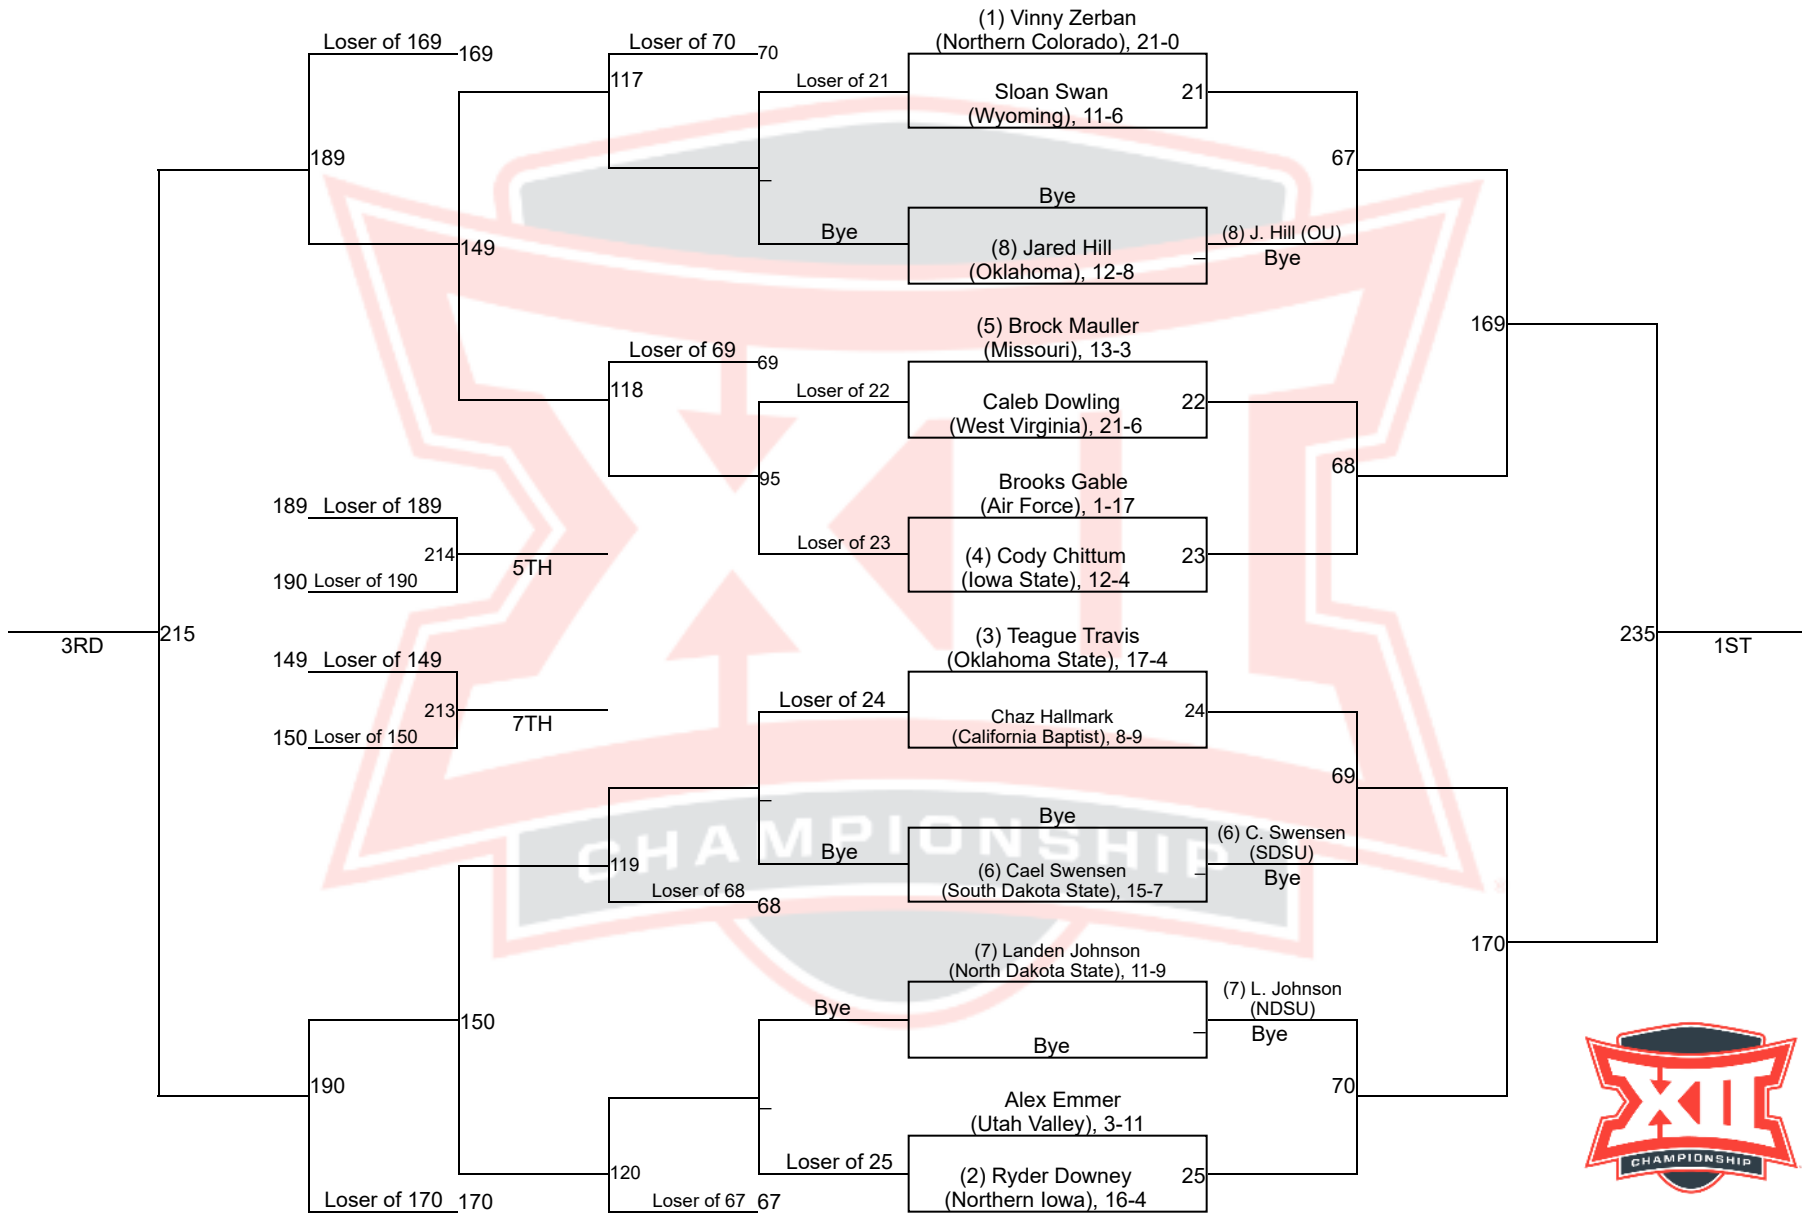 (1) Vinny Zerban
(Northern Colorado), 21-0
Loser of 169
169
Loser of 70
70
117
Loser of 21
Sloan Swan
(Wyoming), 11-6
21
189
67
Bye
Bye
(8) Jared Hill
(Oklahoma), 12-8
(8) J. Hill (OU)
Bye
149
(5) Brock Mauller
(Missouri), 13-3
169
Loser of 69
69
118
Loser of 22
Caleb Dowling
(West Virginia), 21-6
22
68
95
Brooks Gable
(Air Force), 1-17
189
Loser of 189
Loser of 23
(4) Cody Chittum
(Iowa State), 12-4
23
214
5TH
190
Loser of 190
3RD
215
(3) Teague Travis
(Oklahoma State), 17-4
235
1ST
149
Loser of 149
Loser of 24
Chaz Hallmark
(California Baptist), 8-9
24
213
7TH
150
Loser of 150
69
Bye
Bye
(6) Cael Swensen
(South Dakota State), 15-7
(6) C. Swensen
(SDSU)
Bye
CHAMPIONSHIP
119
Loser of 68
68
170
(7) Landen Johnson
(North Dakota State), 11-9
Bye
(7) L. Johnson
(NDSU)
Bye
Bye
150
190
70
Alex Emmer
(Utah Valley), 3-11
Loser of 25
(2) Ryder Downey
(Northern Iowa), 16-4
25
120
Loser of 170
170
Loser of 67
67
XII
CHAMPIONSHIP